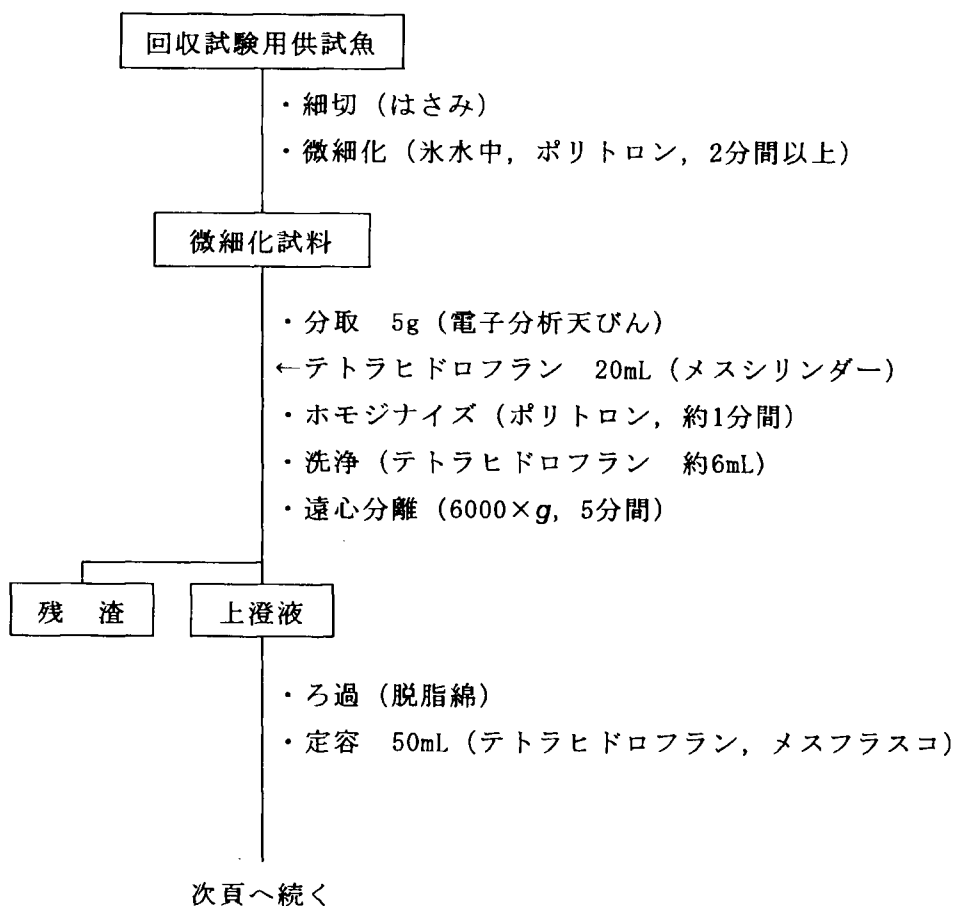 回収試験用供試魚
・細切（はさみ）
・微細化（氷水中，ポリトロン，2分間以上）
微細化試料
・分取　5g（電子分析天びん）
←テトラヒドロフラン　20mL（メスシリンダー）
・ホモジナイズ（ポリトロン，約1分間）
・洗浄（テトラヒドロフラン　約6mL）
・遠心分離（6000×g，5分間）
残　渣　上澄液
・ろ過（脱脂綿）
・定容　50mL（テトラヒドロフラン，メスフラスコ）
次頁へ続く